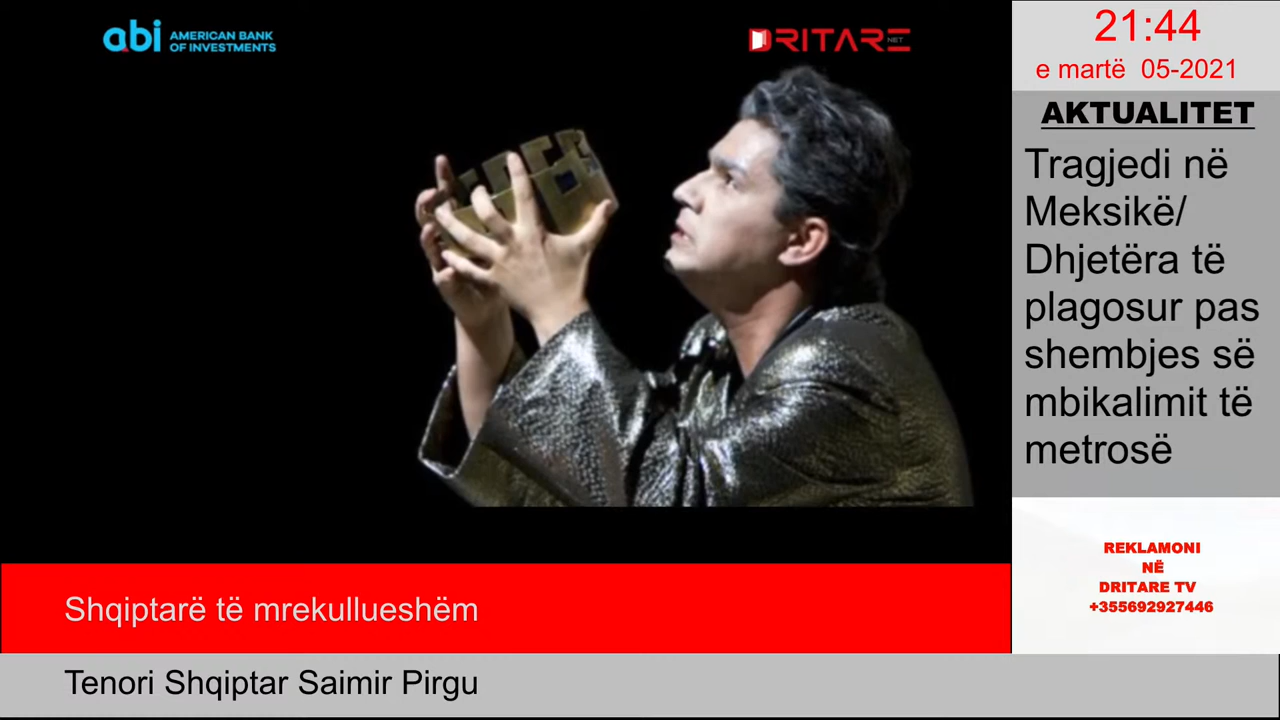 abi AMERICAN BANK
OF INVESTMENTS
DRITARE NET
21:44
e martë 05-2021
AKTUALITET
Tragjedi në
Meksikë/
Dhjetëra të
plagosur pas
shembjes së
mbikalimit të
metrosë
REKLAMONI
NË
DRITARE TV
+355692927446
Shqiptarë të mrekullueshëm
Tenori Shqiptar Saimir Pirgu